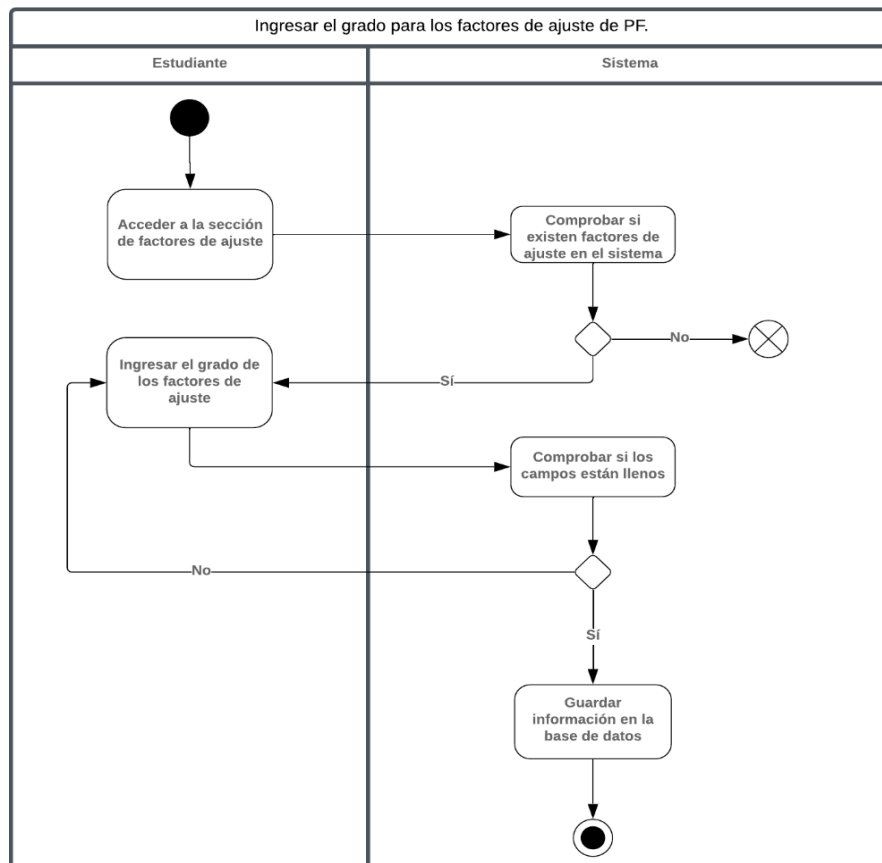 Ingresar el grado para los factores de ajuste de PF.
Estudiante
Sistema
Acceder a la sección
de factores de ajuste
Comprobar si
existen factores de
ajuste en el sistema
No
Ingresar el grado de
los factores de
ajuste
Sí
Comprobar si los
campos están llenos
No
Sí
Guardar
información en la
base de datos